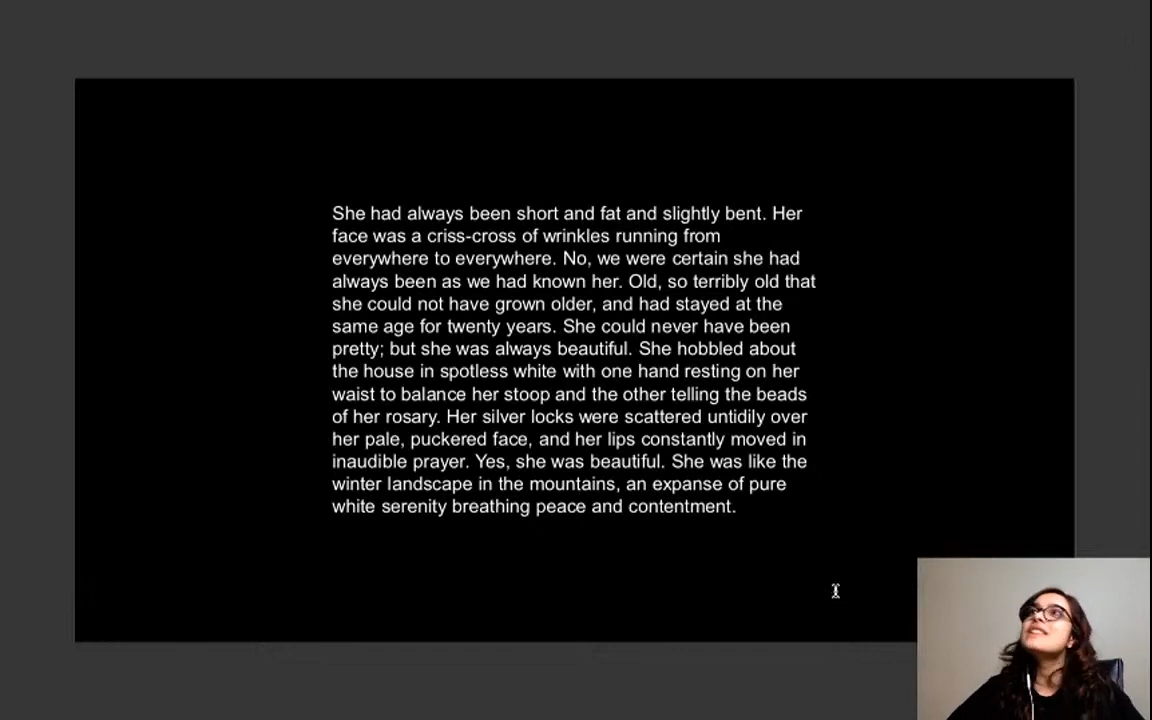 She had always been short and fat and slightly bent. Her
face was a criss-cross of wrinkles running from
everywhere to everywhere. No, we were certain she had
always been as we had known her. Old, so terribly old that
she could not have grown older, and had stayed at the
same age for twenty years. She could never have been
pretty; but she was always beautiful. She hobbled about
the house in spotless white with one hand resting on her
waist to balance her stoop and the other telling the beads
of her rosary. Her silver locks were scattered untidily over
her pale, puckered face, and her lips constantly moved in
inaudible prayer. Yes, she was beautiful. She was like the
winter landscape in the mountains, an expanse of pure
white serenity breathing peace and contentment.